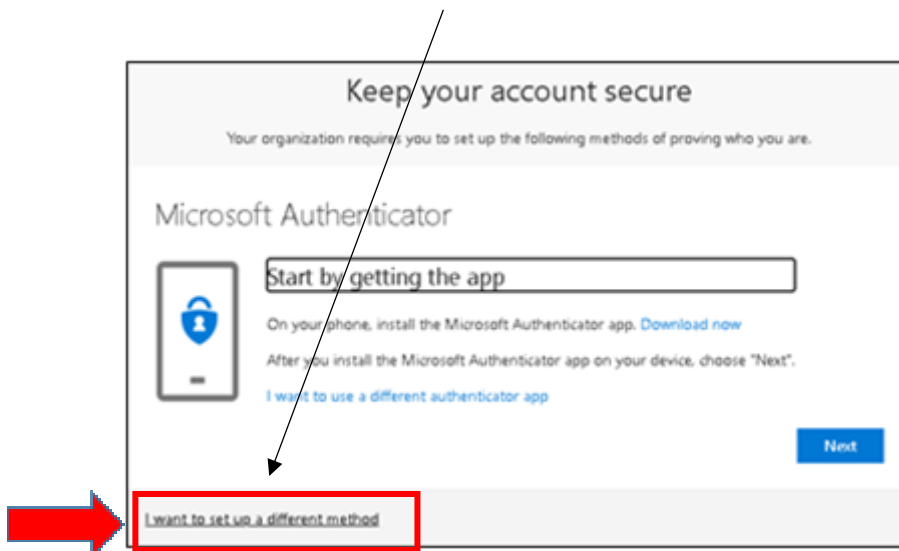 Keep your account secure
Your organization requires you to set up the following methods of proving who you are.
Microsoft Authenticator
Start by getting the app
On your phone, install the Microsoft Authenticator app. Download now
After you install the Microsoft Authenticator app on your device, choose "Next".
I want to use a different authenticator app
Next
I want to set up a different method